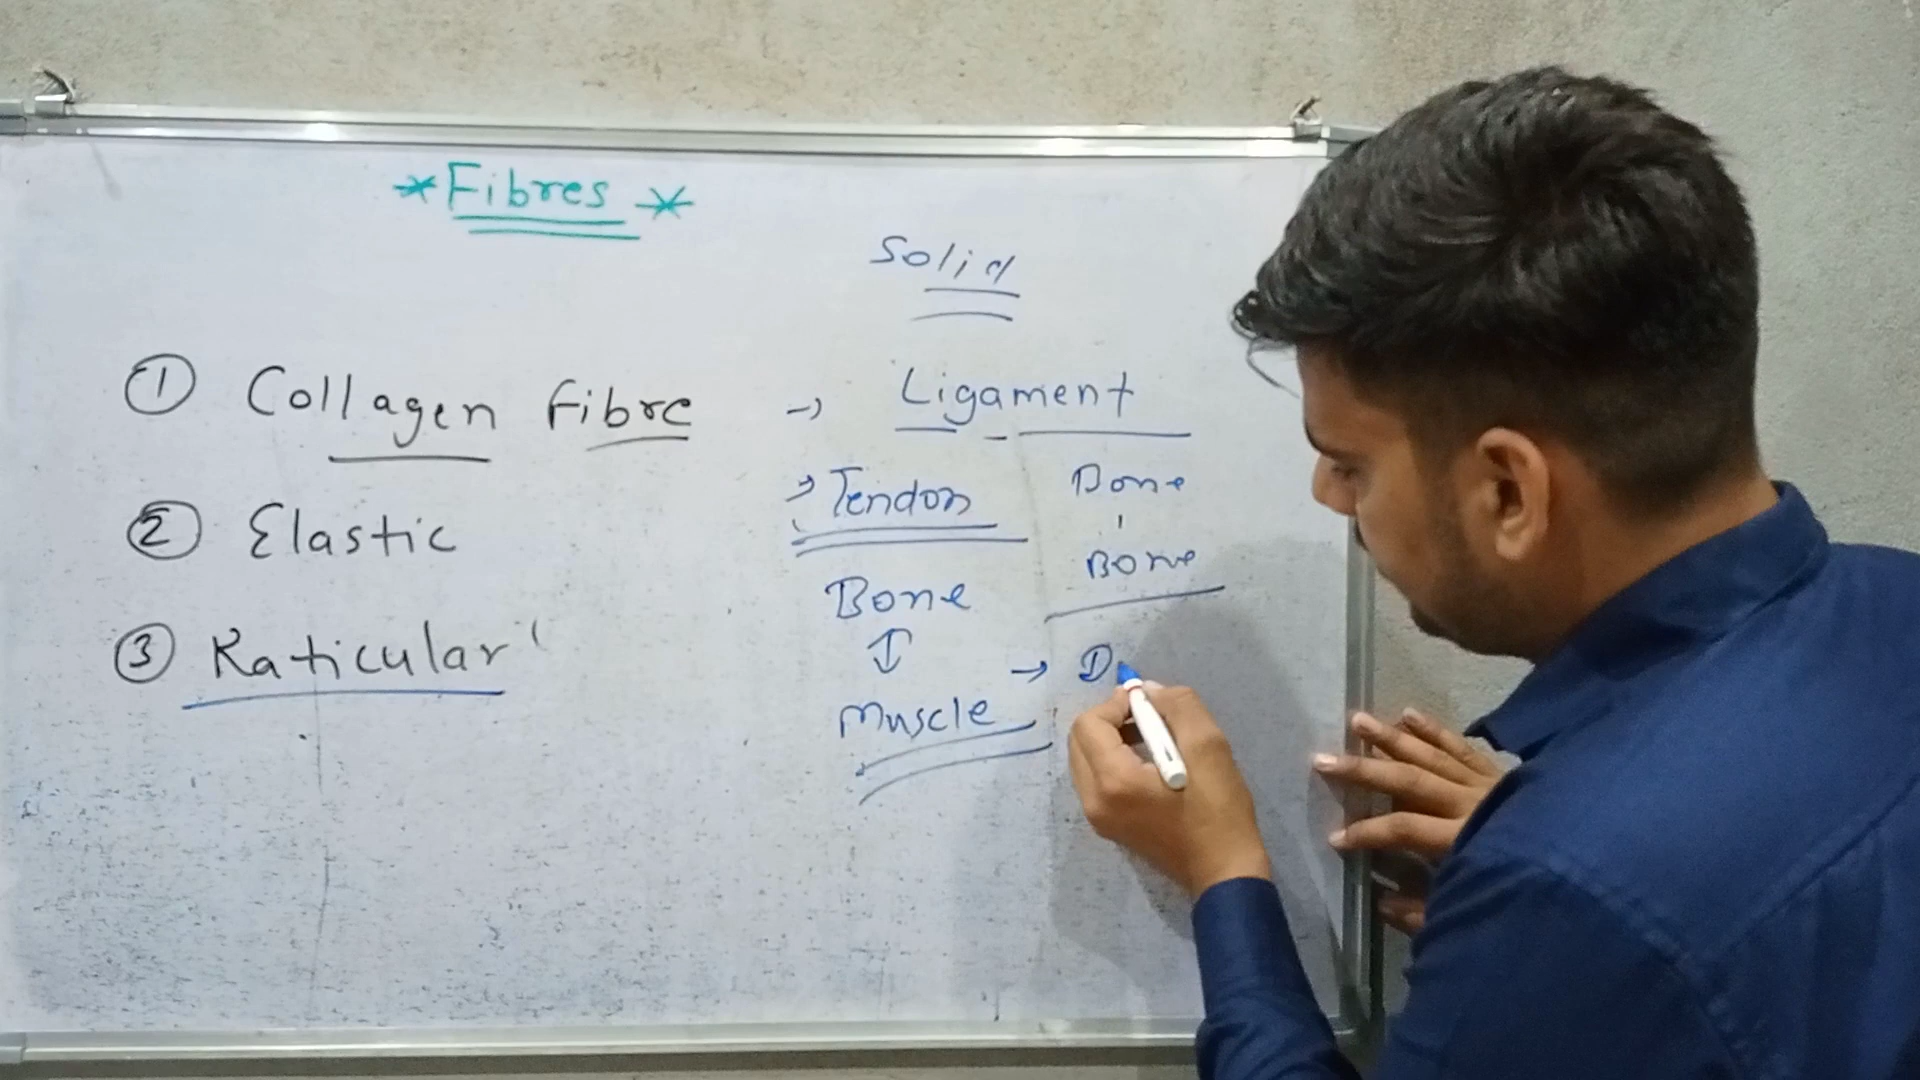 *Fibres*
Solid
① Collagen Fibre → Ligament
→ Tendon
Bone
Bone
② Elastic
Bone
↕
Muscle
③ Raticular
→ D